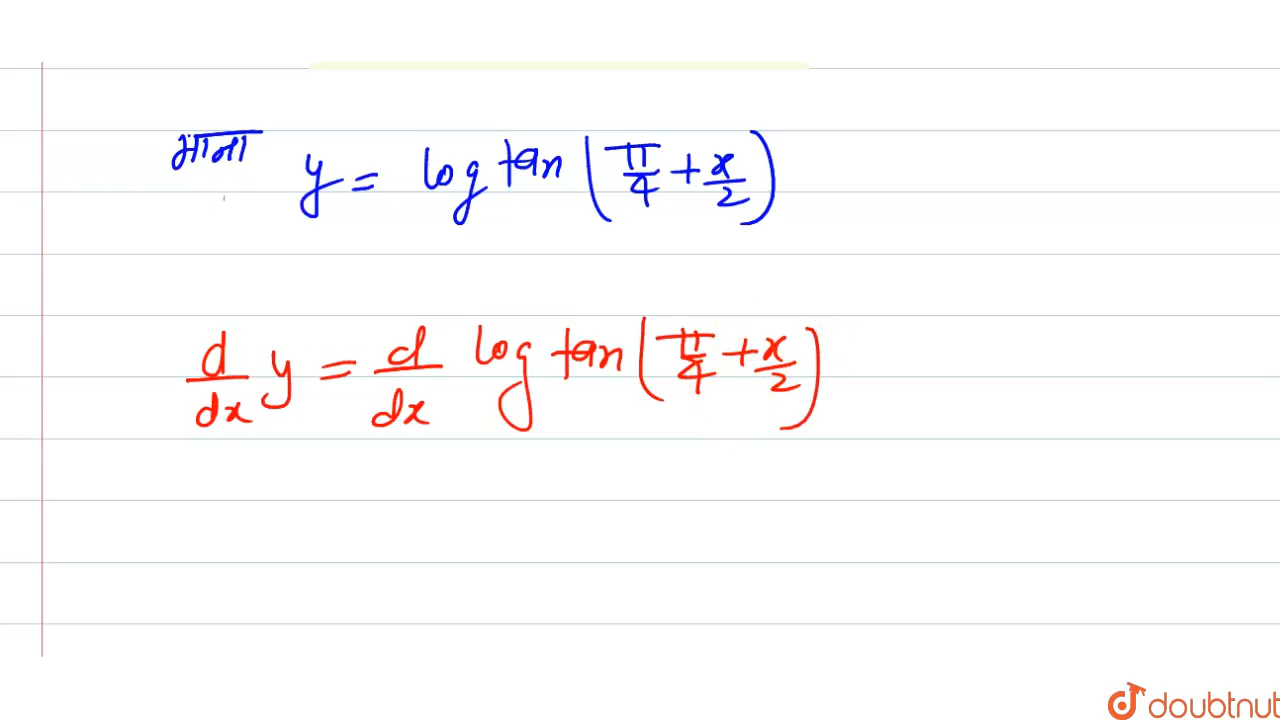 माना y = log tan (π/4 + x/2)
d/dx y = d/dx log tan (π/4 + x/2)
doubtnut